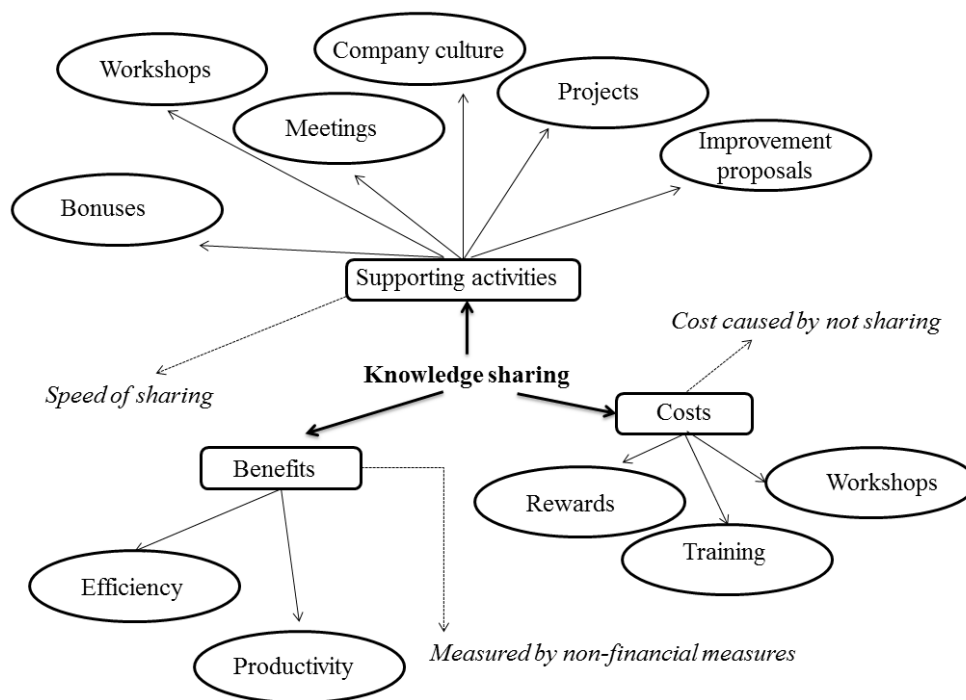 Company culture
Workshops
Projects
Meetings
Improvement
proposals
Bonuses
Supporting activities
Cost caused by not sharing
Knowledge sharing
Speed of sharing
Costs
Benefits
Workshops
Rewards
Training
Efficiency
Measured by non-financial measures
Productivity